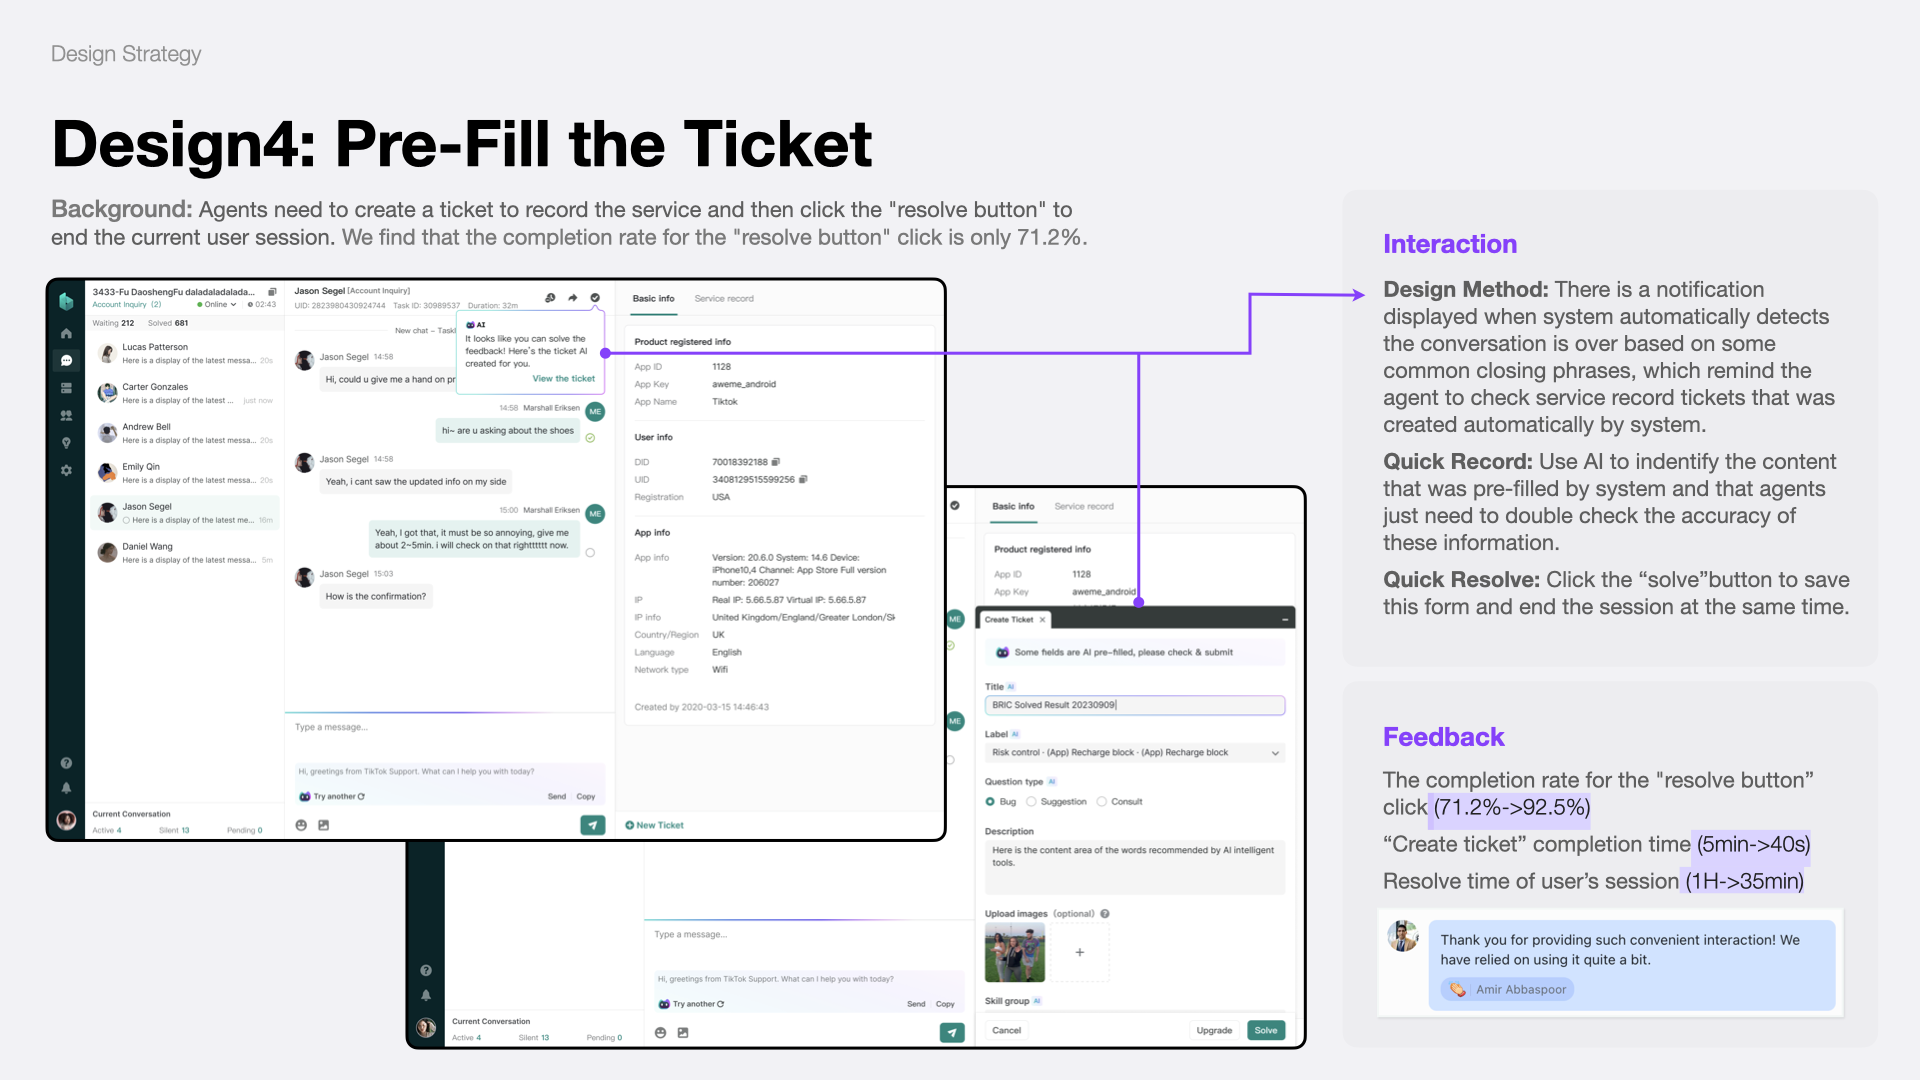 Design Strategy
Design4: Pre-Fill the Ticket
Background: Agents need to create a ticket to record the service and then click the "resolve button" to
end the current user session. We find that the completion rate for the "resolve button" click is only 71.2%.
3433-Fu DaoshengFu daladaladalada...
Account Inquiry (2)
Online
02:43
Waiting 212 Solved 681
Lucas Patterson
Here is a display of the latest messa... 20s
Carter Gonzales
Here is a display of the latest ... just now
Andrew Bell
Here is a display of the latest messa... 20s
Emily Qin
Here is a display of the latest messa... 20s
Jason Segel
Here is a display of the latest me... 16m
Daniel Wang
Here is a display of the latest messa... 5m
Current Conversation
Active 4 Silent 13 Pending 0
Jason Segel [Account Inquiry]
UID: 2823980430924744 Task ID: 30989537 Duration: 32m
New chat – TaskI
AI
It looks like you can solve the
feedback! Here's the ticket AI
created for you.
View the ticket
Jason Segel 14:58
Hi, could u give me a hand on pr
14:58 Marshall Eriksen
ME
hi~ are u asking about the shoes
Jason Segel 14:58
Yeah, i cant saw the updated info on my side
15:00 Marshall Eriksen
ME
Yeah, I got that, it must be so annoying, give me
about 2~5min. i will check on that rightttttt now.
Jason Segel 15:03
How is the confirmation?
Type a message...
Hi, greetings from TikTok Support. What can I help you with today?
Try another
Send Copy
Basic info Service record
Product registered info
App ID 1128
App Key aweme_android
App Name Tiktok
User info
DID 70018392188
UID 3408129515599256
Registration USA
App info
App info Version: 20.6.0 System: 14.6 Device:
iPhone10,4 Channel: App Store Full version
number: 206027
IP Real IP: 5.66.5.87 Virtual IP: 5.66.5.87
IP info United Kingdom/England/Greater London/Sl
Country/Region UK
Language English
Network type Wifi
Created by 2020-03-15 14:46:43
New Ticket
Basic info Service record
Product registered info
App ID 1128
App Key aweme_android
ME
ME
Create Ticket
Some fields are AI pre-filled, please check & submit
Title AI
BRIC Solved Result 20230909
Label AI
Risk control - (App) Recharge block - (App) Recharge block
Question type AI
Bug Suggestion Consult
Description
Here is the content area of the words recommended by AI intelligent
tools.
Upload images (optional)
Skill group AI
Cancel Upgrade Solve
Type a message...
Hi, greetings from TikTok Support. What can I help you with today?
Try another
Send Copy
Current Conversation
Active 4 Silent 13 Pending 0
Interaction
Design Method: There is a notification
displayed when system automatically detects
the conversation is over based on some
common closing phrases, which remind the
agent to check service record tickets that was
created automatically by system.
Quick Record: Use AI to indentify the content
that was pre-filled by system and that agents
just need to double check the accuracy of
these information.
Quick Resolve: Click the “solve”button to save
this form and end the session at the same time.
Feedback
The completion rate for the "resolve button”
click (71.2%->92.5%)
“Create ticket” completion time (5min->40s)
Resolve time of user’s session (1H->35min)
Thank you for providing such convenient interaction! We
have relied on using it quite a bit.
Amir Abbaspoor